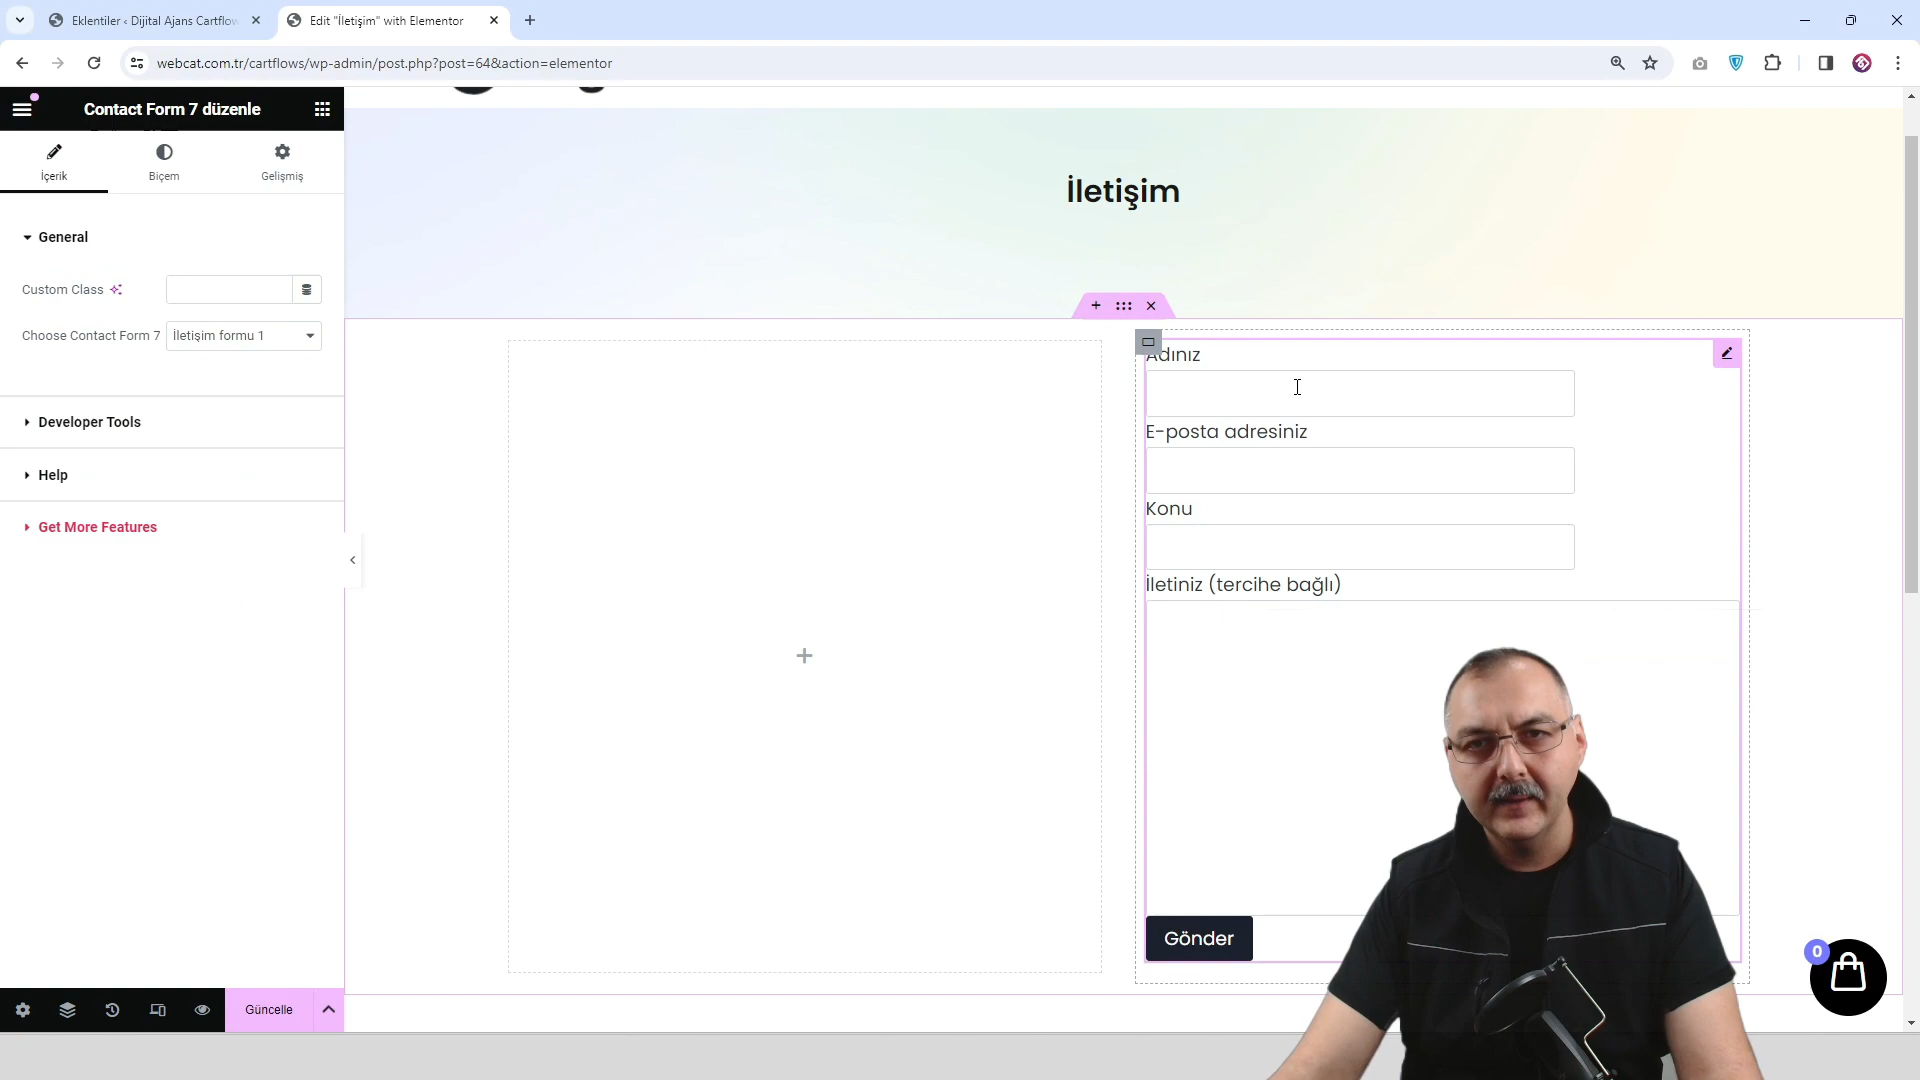 Eklentiler ‹ Dijital Ajans Cartflow
Edit "İletişim" with Elementor
webcat.com.tr/cartflows/wp-admin/post.php?post=64&action=elementor
Contact Form 7 düzenle
İçerik
Biçem
Gelişmiş
General
Custom Class
Choose Contact Form 7
İletişim formu 1
Developer Tools
Help
Get More Features
Güncelle
İletişim
Adınız
E-posta adresiniz
Konu
İletiniz (tercihe bağlı)
Gönder
0